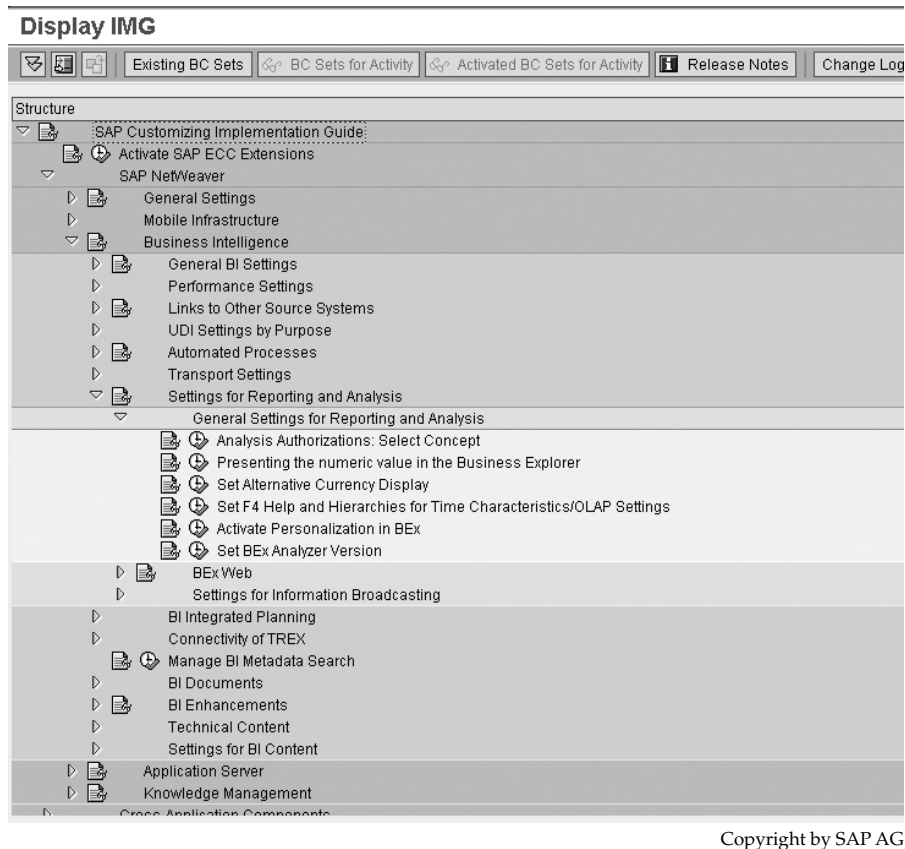 Display IMG
Existing BC Sets BC Sets for Activity Activated BC Sets for Activity Release Notes Change Log
Structure
SAP Customizing Implementation Guide
Activate SAP ECC Extensions
SAP NetWeaver
General Settings
Mobile Infrastructure
Business Intelligence
General BI Settings
Performance Settings
Links to Other Source Systems
UDI Settings by Purpose
Automated Processes
Transport Settings
Settings for Reporting and Analysis
General Settings for Reporting and Analysis
Analysis Authorizations: Select Concept
Presenting the numeric value in the Business Explorer
Set Alternative Currency Display
Set F4 Help and Hierarchies for Time Characteristics/OLAP Settings
Activate Personalization in BEx
Set BEx Analyzer Version
BEx Web
Settings for Information Broadcasting
BI Integrated Planning
Connectivity of TREX
Manage BI Metadata Search
BI Documents
BI Enhancements
Technical Content
Settings for BI Content
Application Server
Knowledge Management
Cross-Application Components
Copyright by SAP AG